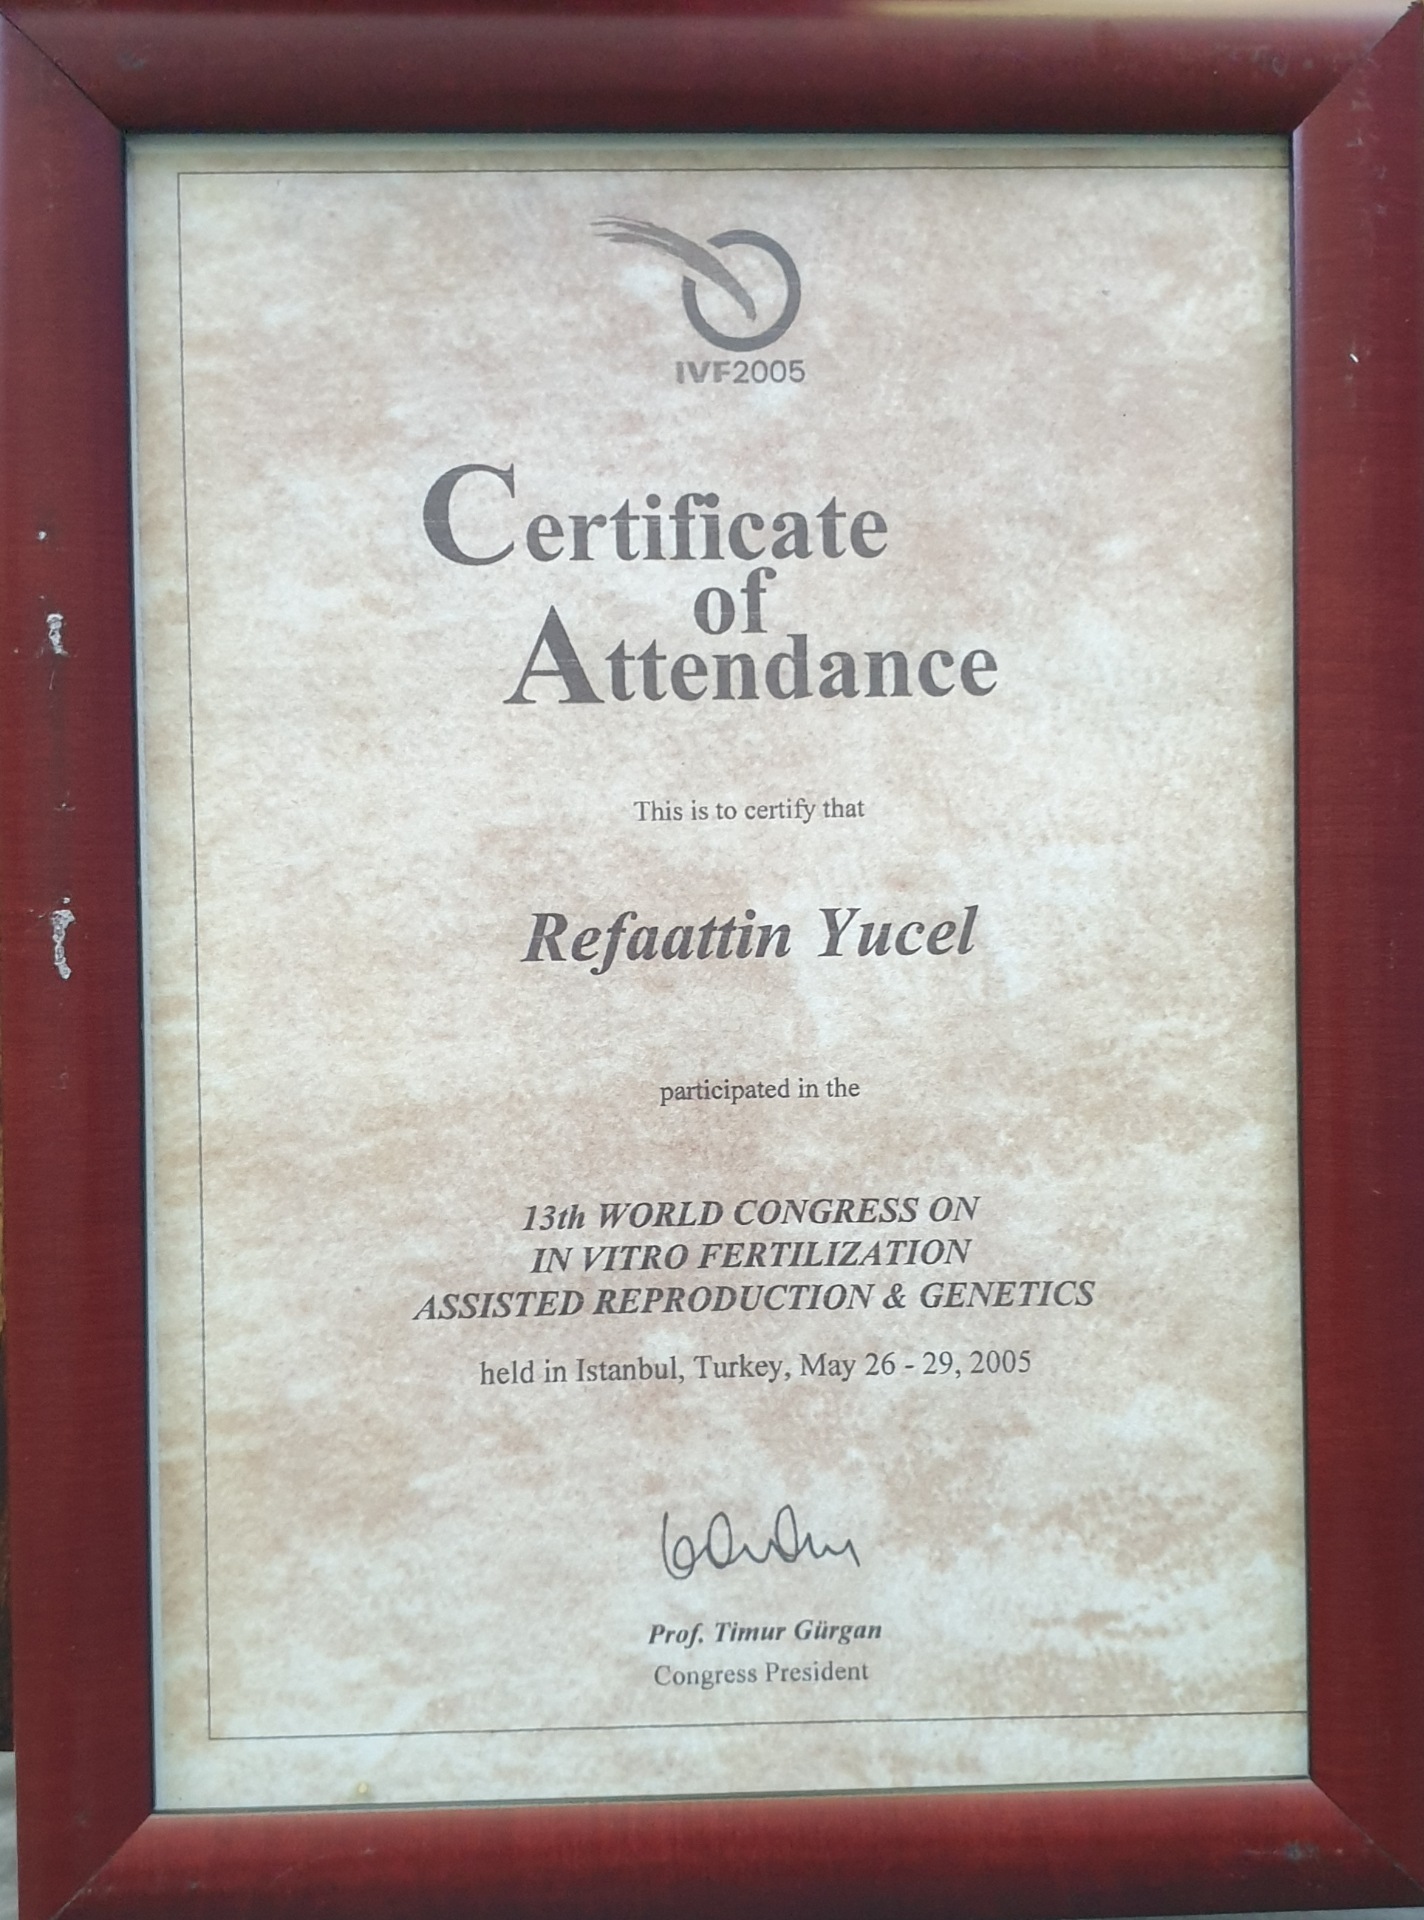 IVF2005
Certificate
of
Attendance
This is to certify that
Refaattin Yucel
participated in the
13th WORLD CONGRESS ON
IN VITRO FERTILIZATION
ASSISTED REPRODUCTION & GENETICS
held in Istanbul, Turkey, May 26 - 29, 2005
Prof. Timur Gürgan
Congress President